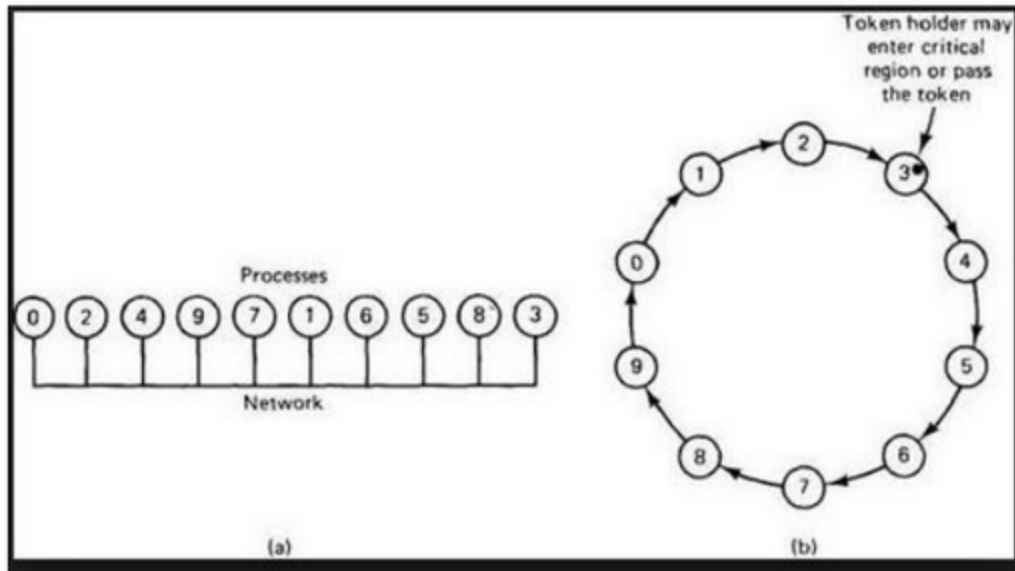 Token holder may
enter critical
region or pass
the token
Processes
0 2 4 9 7 1 6 5 8 3
Network
(a)
2
1
3
0
4
9
5
8
6
7
(b)